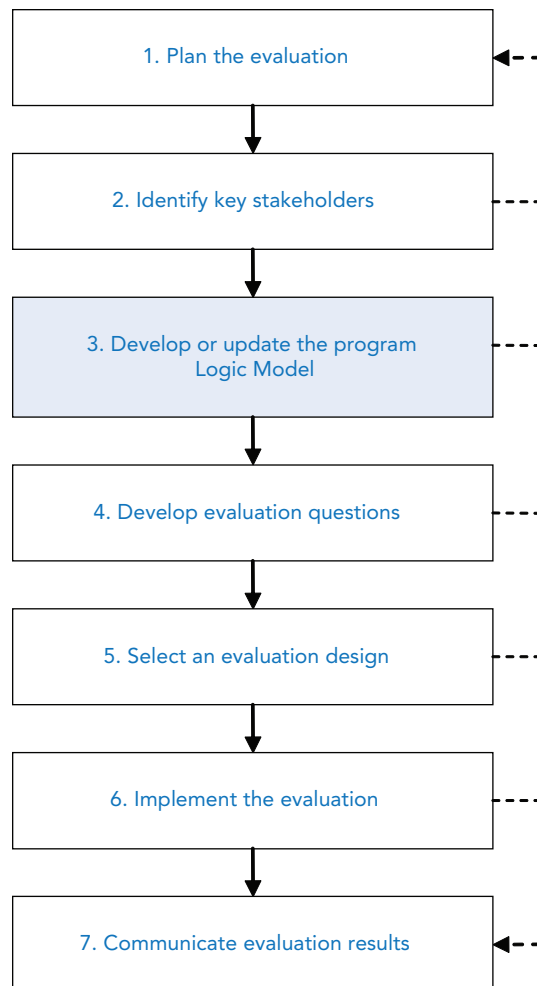 1. Plan the evaluation
2. Identify key stakeholders
3. Develop or update the program
Logic Model
4. Develop evaluation questions
5. Select an evaluation design
6. Implement the evaluation
7. Communicate evaluation results